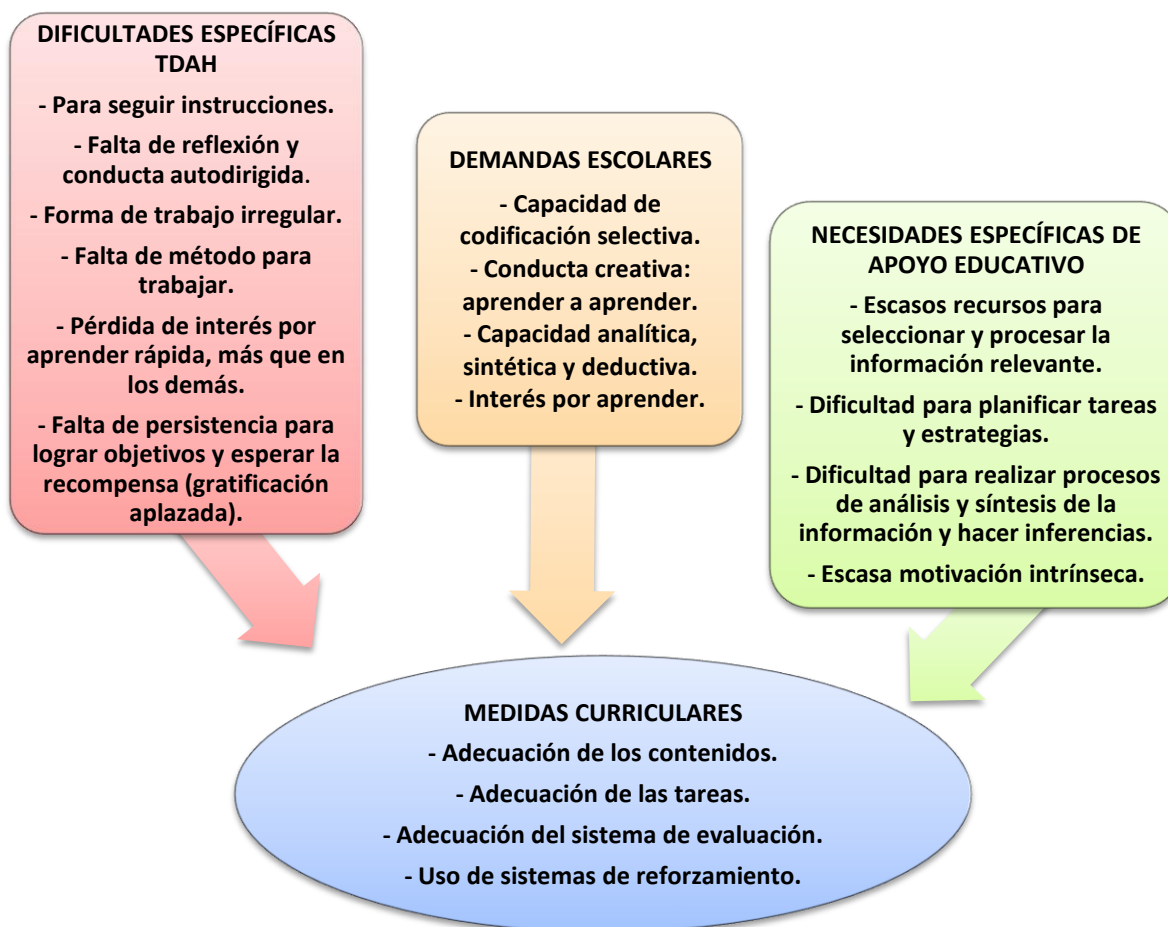 DIFICULTADES ESPECÍFICAS
TDAH
- Para seguir instrucciones.
- Falta de reflexión y
conducta autodirigida.
- Forma de trabajo irregular.
- Falta de método para
trabajar.
- Pérdida de interés por
aprender rápida, más que en
los demás.
- Falta de persistencia para
lograr objetivos y esperar la
recompensa (gratificación
aplazada).
DEMANDAS ESCOLARES
- Capacidad de
codificación selectiva.
- Conducta creativa:
aprender a aprender.
- Capacidad analítica,
sintética y deductiva.
- Interés por aprender.
NECESIDADES ESPECÍFICAS DE
APOYO EDUCATIVO
- Escasos recursos para
seleccionar y procesar la
información relevante.
- Dificultad para planificar tareas
y estrategias.
- Dificultad para realizar procesos
de análisis y síntesis de la
información y hacer inferencias.
- Escasa motivación intrínseca.
MEDIDAS CURRICULARES
- Adecuación de los contenidos.
- Adecuación de las tareas.
- Adecuación del sistema de evaluación.
- Uso de sistemas de reforzamiento.